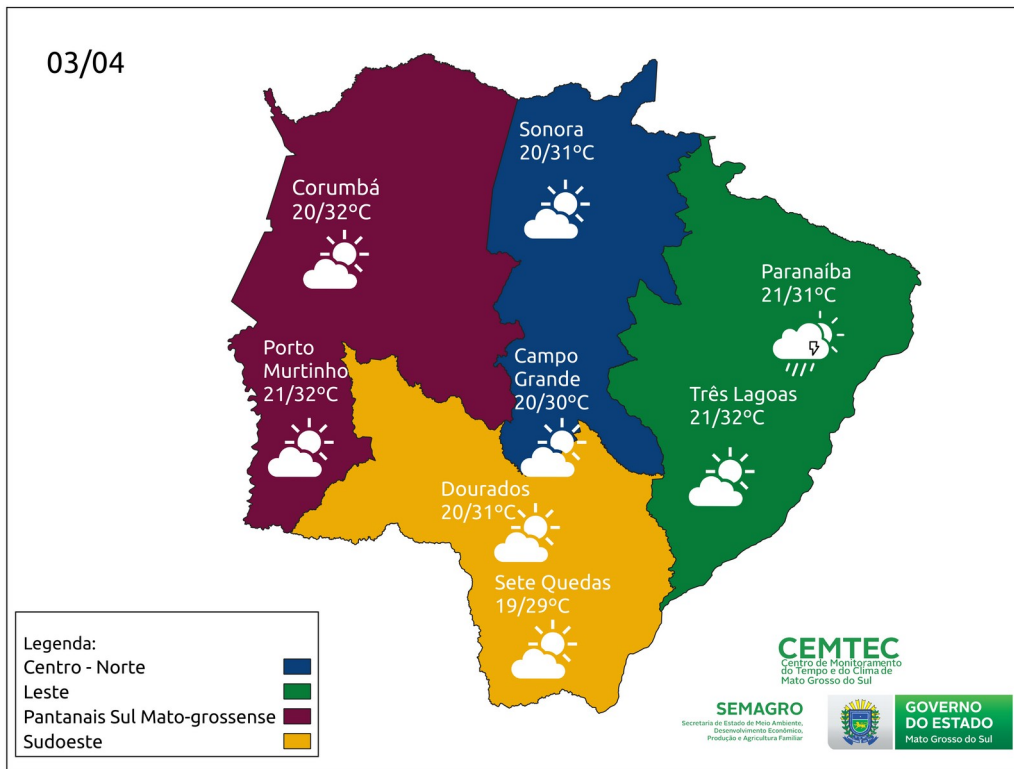 03/04
Sonora
20/31ºC
Corumbá
20/32ºC
Paranaíba
21/31ºC
Porto
Murtinho
21/32ºC
Campo
Grande
20/30ºC
Três Lagoas
21/32ºC
Dourados
20/31ºC
Sete Quedas
19/29ºC
Legenda:
Centro - Norte
Leste
Pantanais Sul Mato-grossense
Sudoeste
CEMTEC
Centro de Monitoramento
do Tempo e do Clima de
Mato Grosso do Sul
SEMAGRO
Secretaria de Estado de Meio Ambiente,
Desenvolvimento Econômico,
Produção e Agricultura Familiar
GOVERNO
DO ESTADO
Mato Grosso do Sul